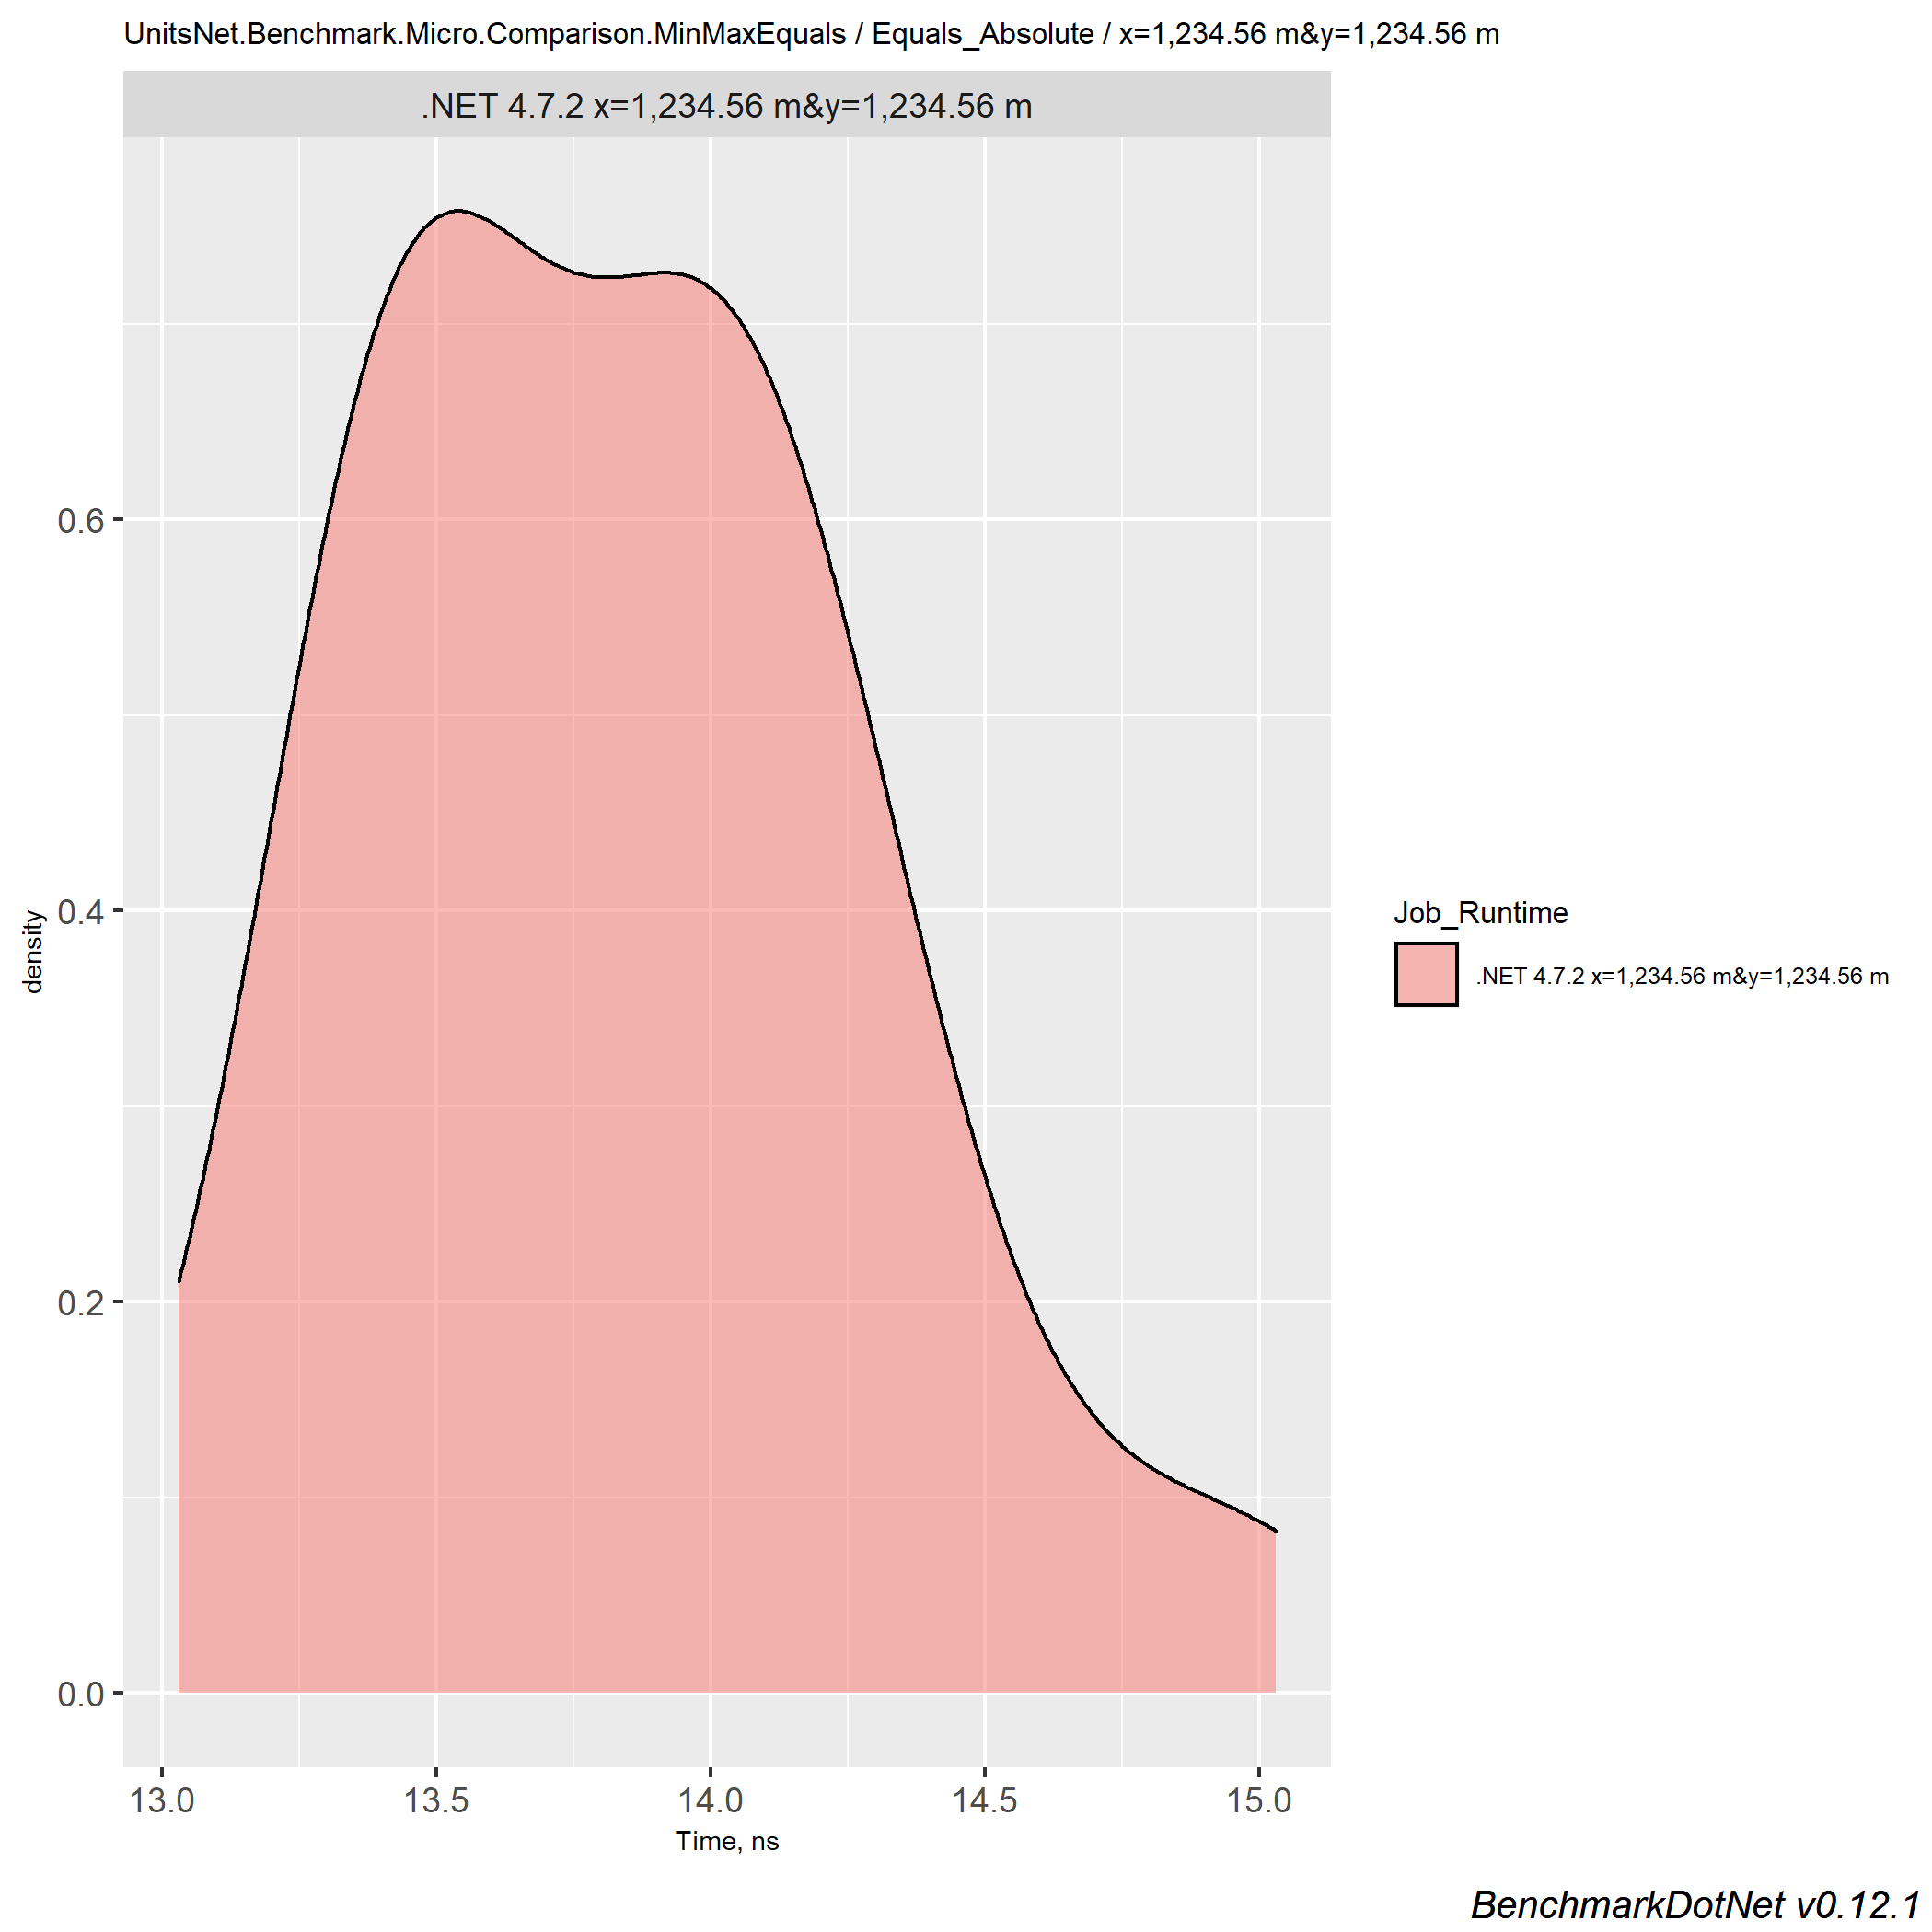 UnitsNet.Benchmark.Micro.Comparison.MinMaxEquals / Equals_Absolute / x=1,234.56 m&y=1,234.56 m
.NET 4.7.2 x=1,234.56 m&y=1,234.56 m
0.6
0.4
0.2
0.0
density
13.0 13.5 14.0 14.5 15.0
Time, ns
Job_Runtime
.NET 4.7.2 x=1,234.56 m&y=1,234.56 m
BenchmarkDotNet v0.12.1